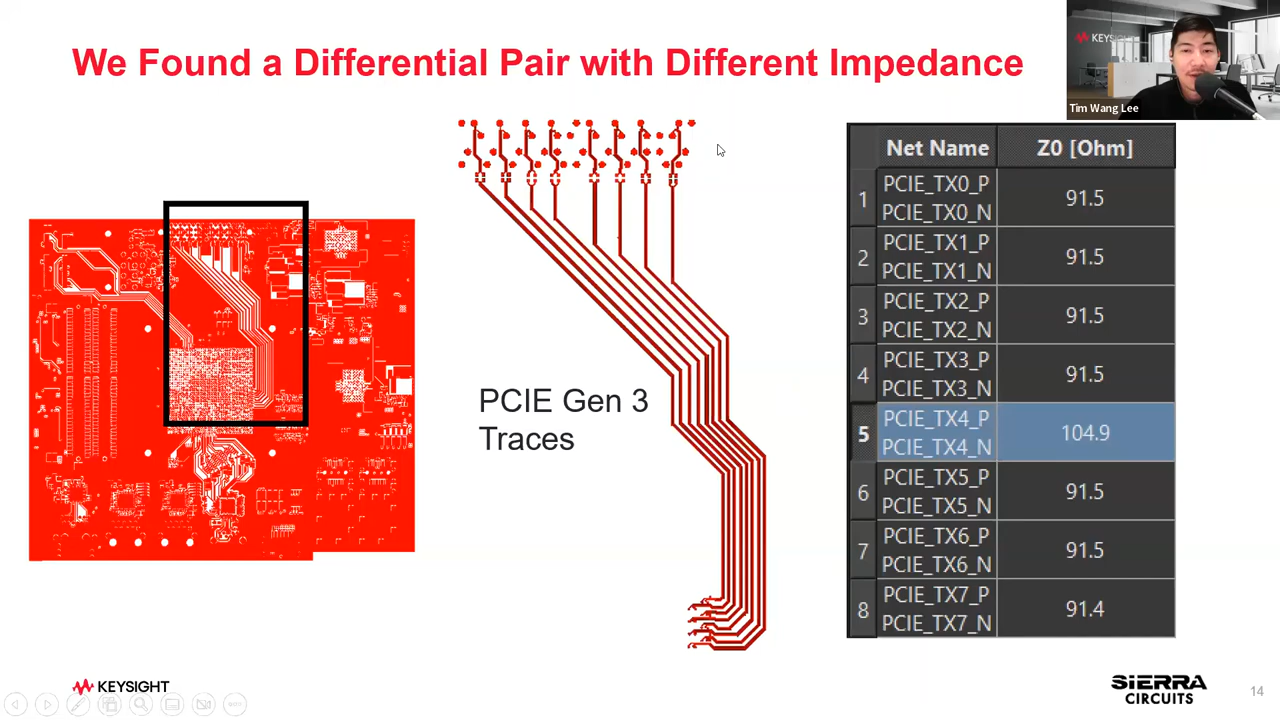 We Found a Differential Pair with Different Impedance
KEYSIGHT
Tim Wang Lee
PCIE Gen 3
Traces
Net Name Z0 [Ohm]
1 PCIE_TX0_P
PCIE_TX0_N 91.5
2 PCIE_TX1_P
PCIE_TX1_N 91.5
3 PCIE_TX2_P
PCIE_TX2_N 91.5
4 PCIE_TX3_P
PCIE_TX3_N 91.5
5 PCIE_TX4_P
PCIE_TX4_N 104.9
6 PCIE_TX5_P
PCIE_TX5_N 91.5
7 PCIE_TX6_P
PCIE_TX6_N 91.5
8 PCIE_TX7_P
PCIE_TX7_N 91.4
KEYSIGHT
SIERRA
CIRCUITS
14